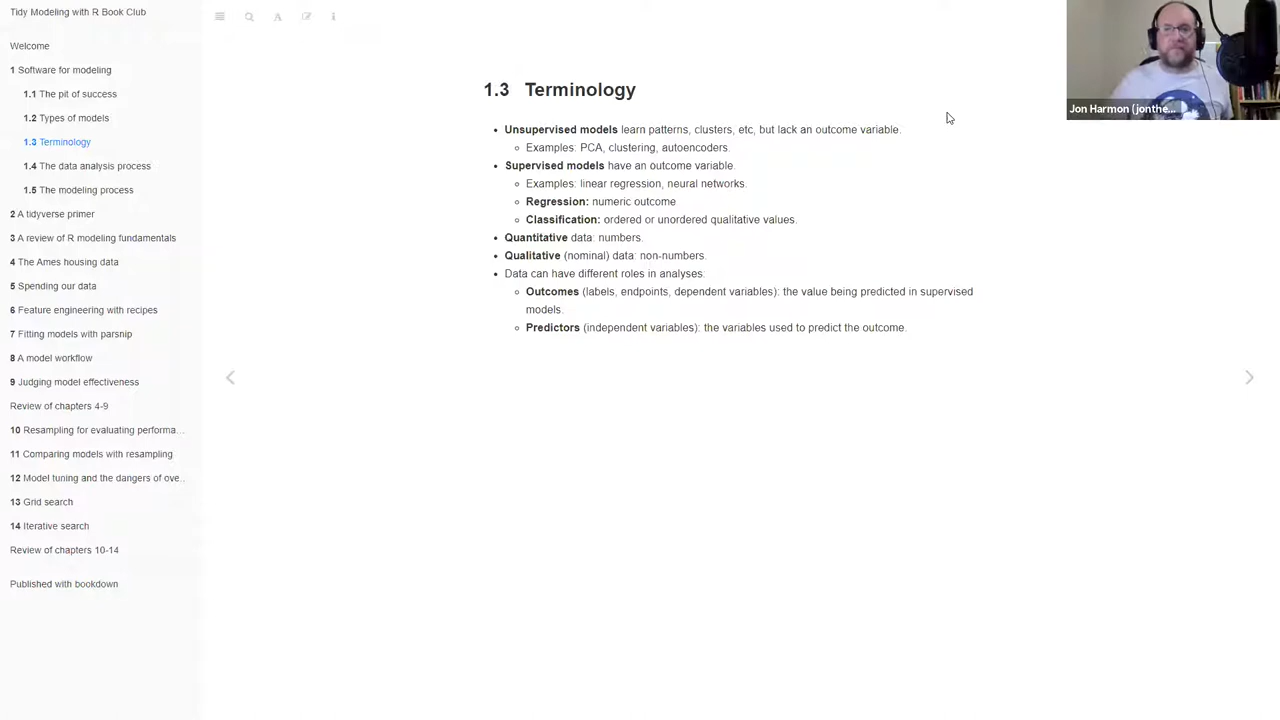 Tidy Modeling with R Book Club
Welcome
1 Software for modeling
1.1 The pit of success
1.2 Types of models
1.3 Terminology
1.4 The data analysis process
1.5 The modeling process
2 A tidyverse primer
3 A review of R modeling fundamentals
4 The Ames housing data
5 Spending our data
6 Feature engineering with recipes
7 Fitting models with parsnip
8 A model workflow
9 Judging model effectiveness
Review of chapters 4-9
10 Resampling for evaluating performa...
11 Comparing models with resampling
12 Model tuning and the dangers of ove...
13 Grid search
14 Iterative search
Review of chapters 10-14
Published with bookdown
A
i
1.3 Terminology
• Unsupervised models learn patterns, clusters, etc, but lack an outcome variable.
◦ Examples: PCA, clustering, autoencoders.
• Supervised models have an outcome variable.
◦ Examples: linear regression, neural networks.
◦ Regression: numeric outcome
◦ Classification: ordered or unordered qualitative values.
• Quantitative data: numbers.
• Qualitative (nominal) data: non-numbers.
• Data can have different roles in analyses:
◦ Outcomes (labels, endpoints, dependent variables): the value being predicted in supervised
models.
◦ Predictors (independent variables): the variables used to predict the outcome.
Jon Harmon (jonthe...